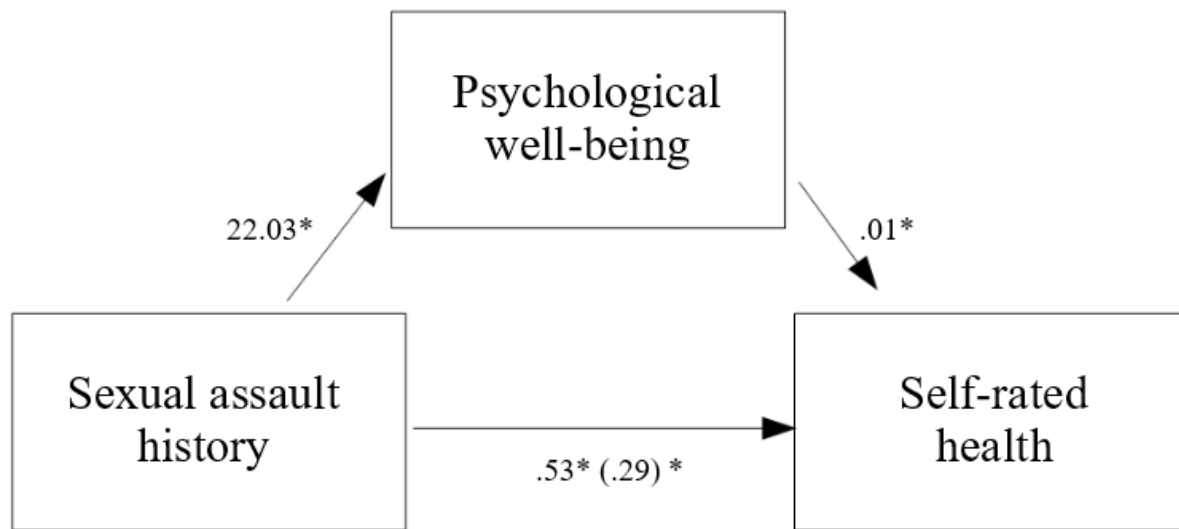 Psychological
well-being
22.03*
.01*
Sexual assault
history
Self-rated
health
.53* (.29) *